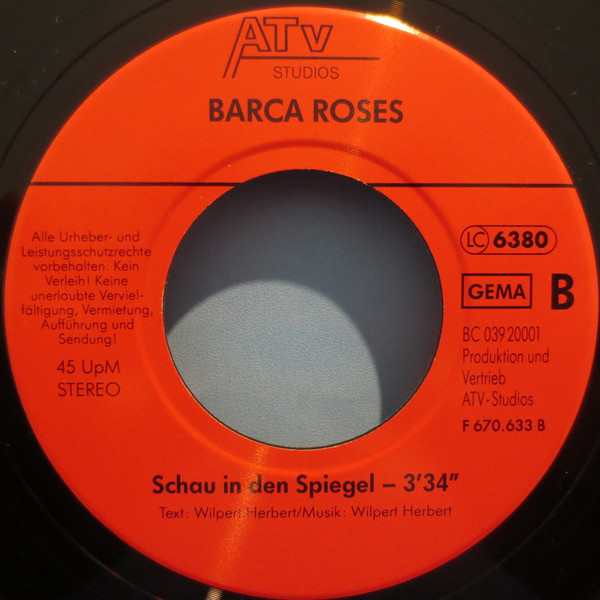 ATV
STUDIOS
BARCA ROSES
Alle Urheber- und
Leistungsschutzrechte
vorbehalten. Kein
Verleih! Keine
unerlaubte Verviel-
fältigung, Vermietung,
Aufführung und
Sendung!
45 UpM
STEREO
LC 6380
GEMA B
BC 039 20001
Produktion und
Vertrieb
ATV-Studios
F 670.633 B
Schau in den Spiegel – 3'34"
Text: Wilpert Herbert/Musik: Wilpert Herbert